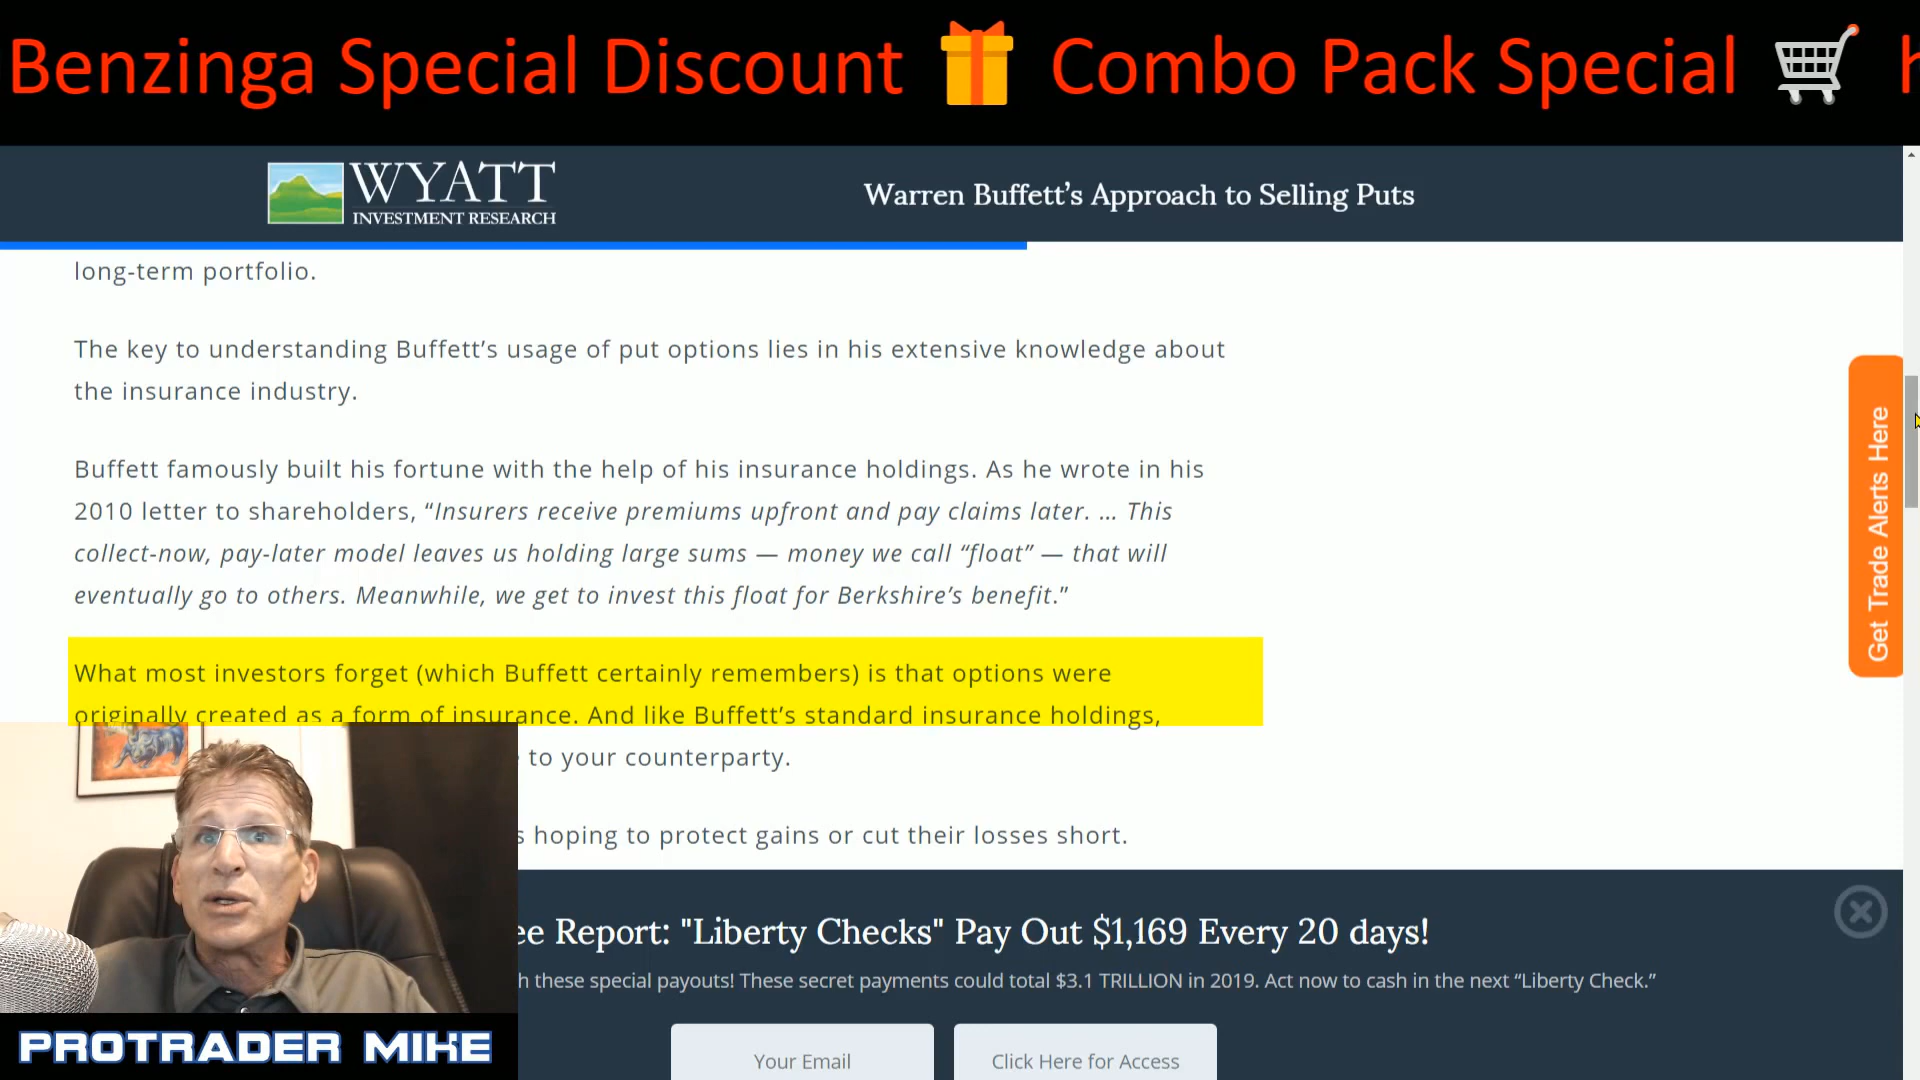 Benzinga Special Discount 🎁 Combo Pack Special 🛒
WYATT
INVESTMENT RESEARCH
Warren Buffett’s Approach to Selling Puts
long-term portfolio.
The key to understanding Buffett’s usage of put options lies in his extensive knowledge about
the insurance industry.
Buffett famously built his fortune with the help of his insurance holdings. As he wrote in his
2010 letter to shareholders, “Insurers receive premiums upfront and pay claims later. … This
collect-now, pay-later model leaves us holding large sums — money we call “float” — that will
eventually go to others. Meanwhile, we get to invest this float for Berkshire’s benefit.”
What most investors forget (which Buffett certainly remembers) is that options were
originally created as a form of insurance. And like Buffett’s standard insurance holdings,
to your counterparty.
hoping to protect gains or cut their losses short.
Get Trade Alerts Here
Report: "Liberty Checks" Pay Out $1,169 Every 20 days!
these special payouts! These secret payments could total $3.1 TRILLION in 2019. Act now to cash in the next “Liberty Check.”
PROTRADER MIKE
Your Email
Click Here for Access